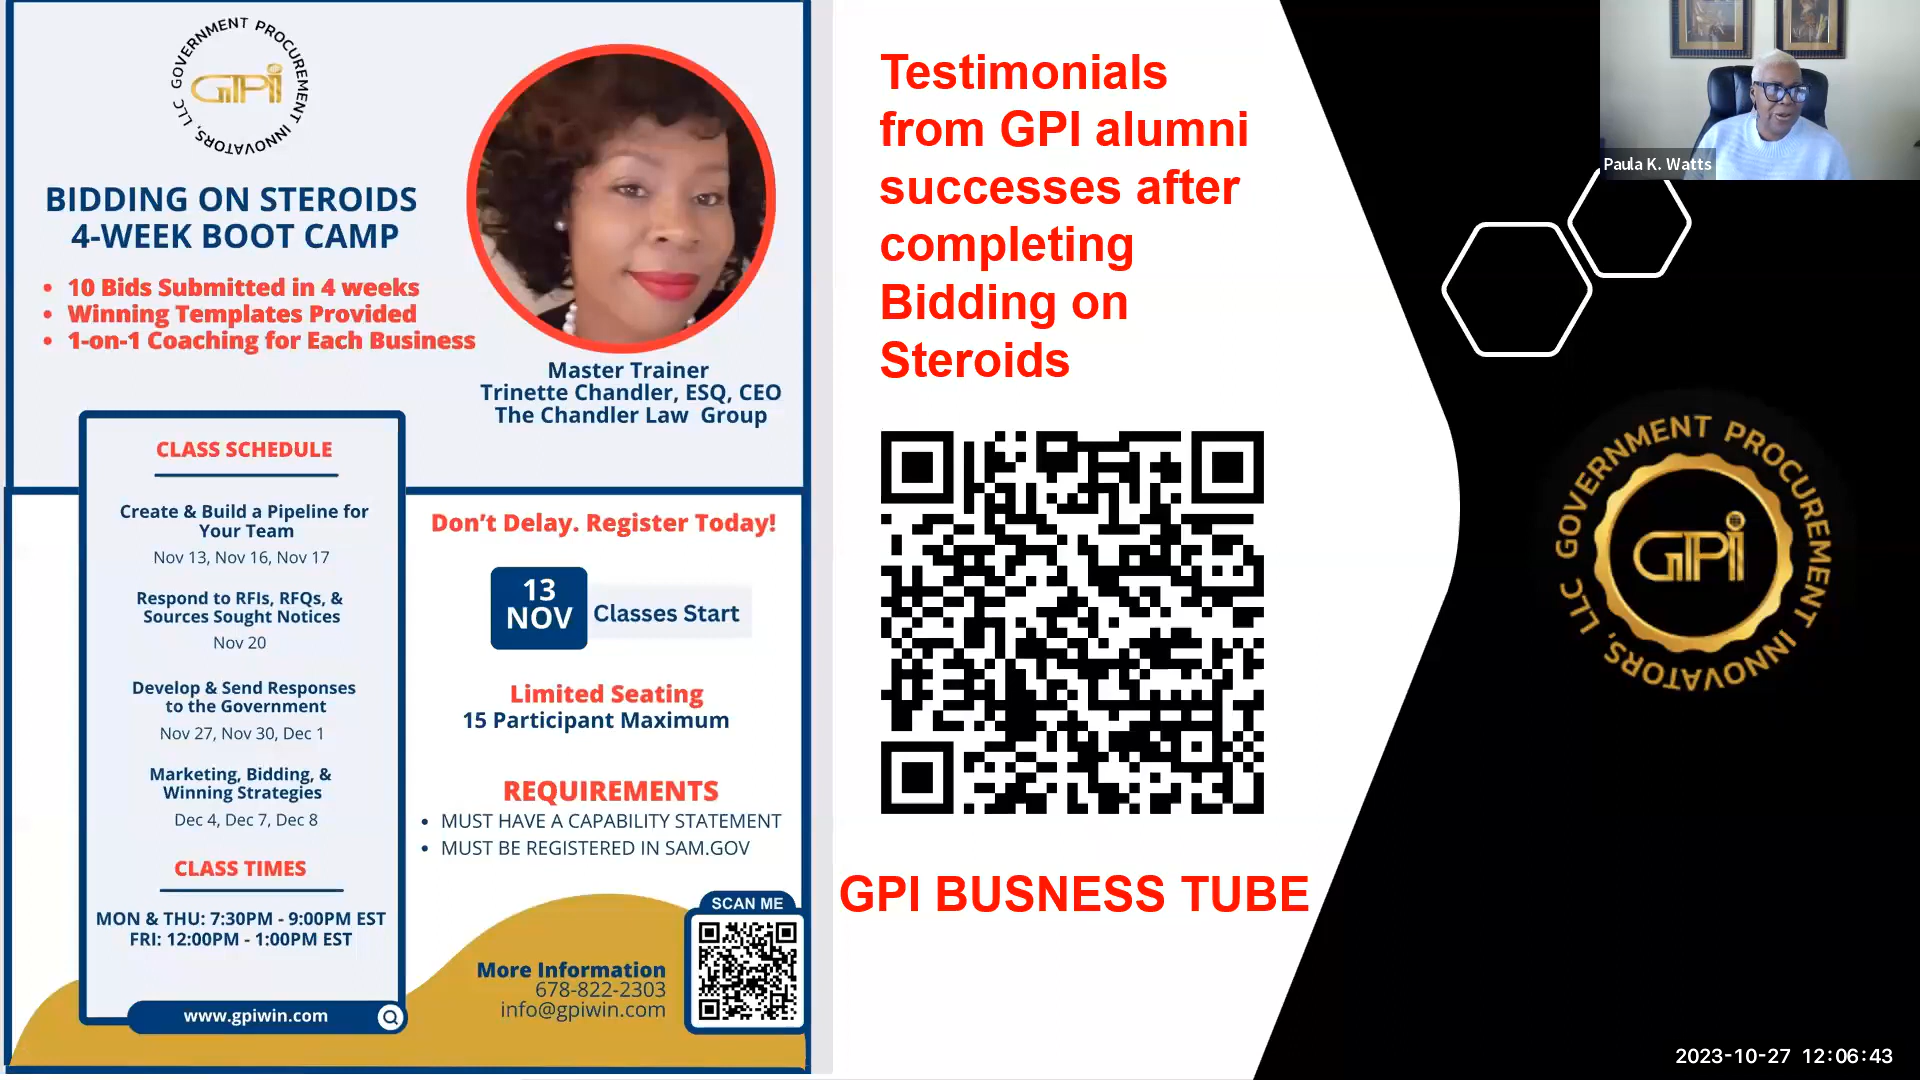 GOVERNMENT PROCUREMENT INNOVATORS, LLC
GPi
BIDDING ON STEROIDS
4-WEEK BOOT CAMP
• 10 Bids Submitted in 4 weeks
• Winning Templates Provided
• 1-on-1 Coaching for Each Business
Master Trainer
Trinette Chandler, ESQ, CEO
The Chandler Law Group
CLASS SCHEDULE
Create & Build a Pipeline for
Your Team
Nov 13, Nov 16, Nov 17
Respond to RFIs, RFQs, &
Sources Sought Notices
Nov 20
Develop & Send Responses
to the Government
Nov 27, Nov 30, Dec 1
Marketing, Bidding, &
Winning Strategies
Dec 4, Dec 7, Dec 8
CLASS TIMES
MON & THU: 7:30PM - 9:00PM EST
FRI: 12:00PM - 1:00PM EST
www.gpiwin.com
Don't Delay. Register Today!
13
NOV
Classes Start
Limited Seating
15 Participant Maximum
REQUIREMENTS
• MUST HAVE A CAPABILITY STATEMENT
• MUST BE REGISTERED IN SAM.GOV
SCAN ME
More Information
678-822-2303
info@gpiwin.com
Testimonials
from GPI alumni
successes after
completing
Bidding on
Steroids
GPI BUSNESS TUBE
Paula K. Watts
GOVERNMENT PROCUREMENT INNOVATORS, LLC
GPi
2023-10-27 12:06:43